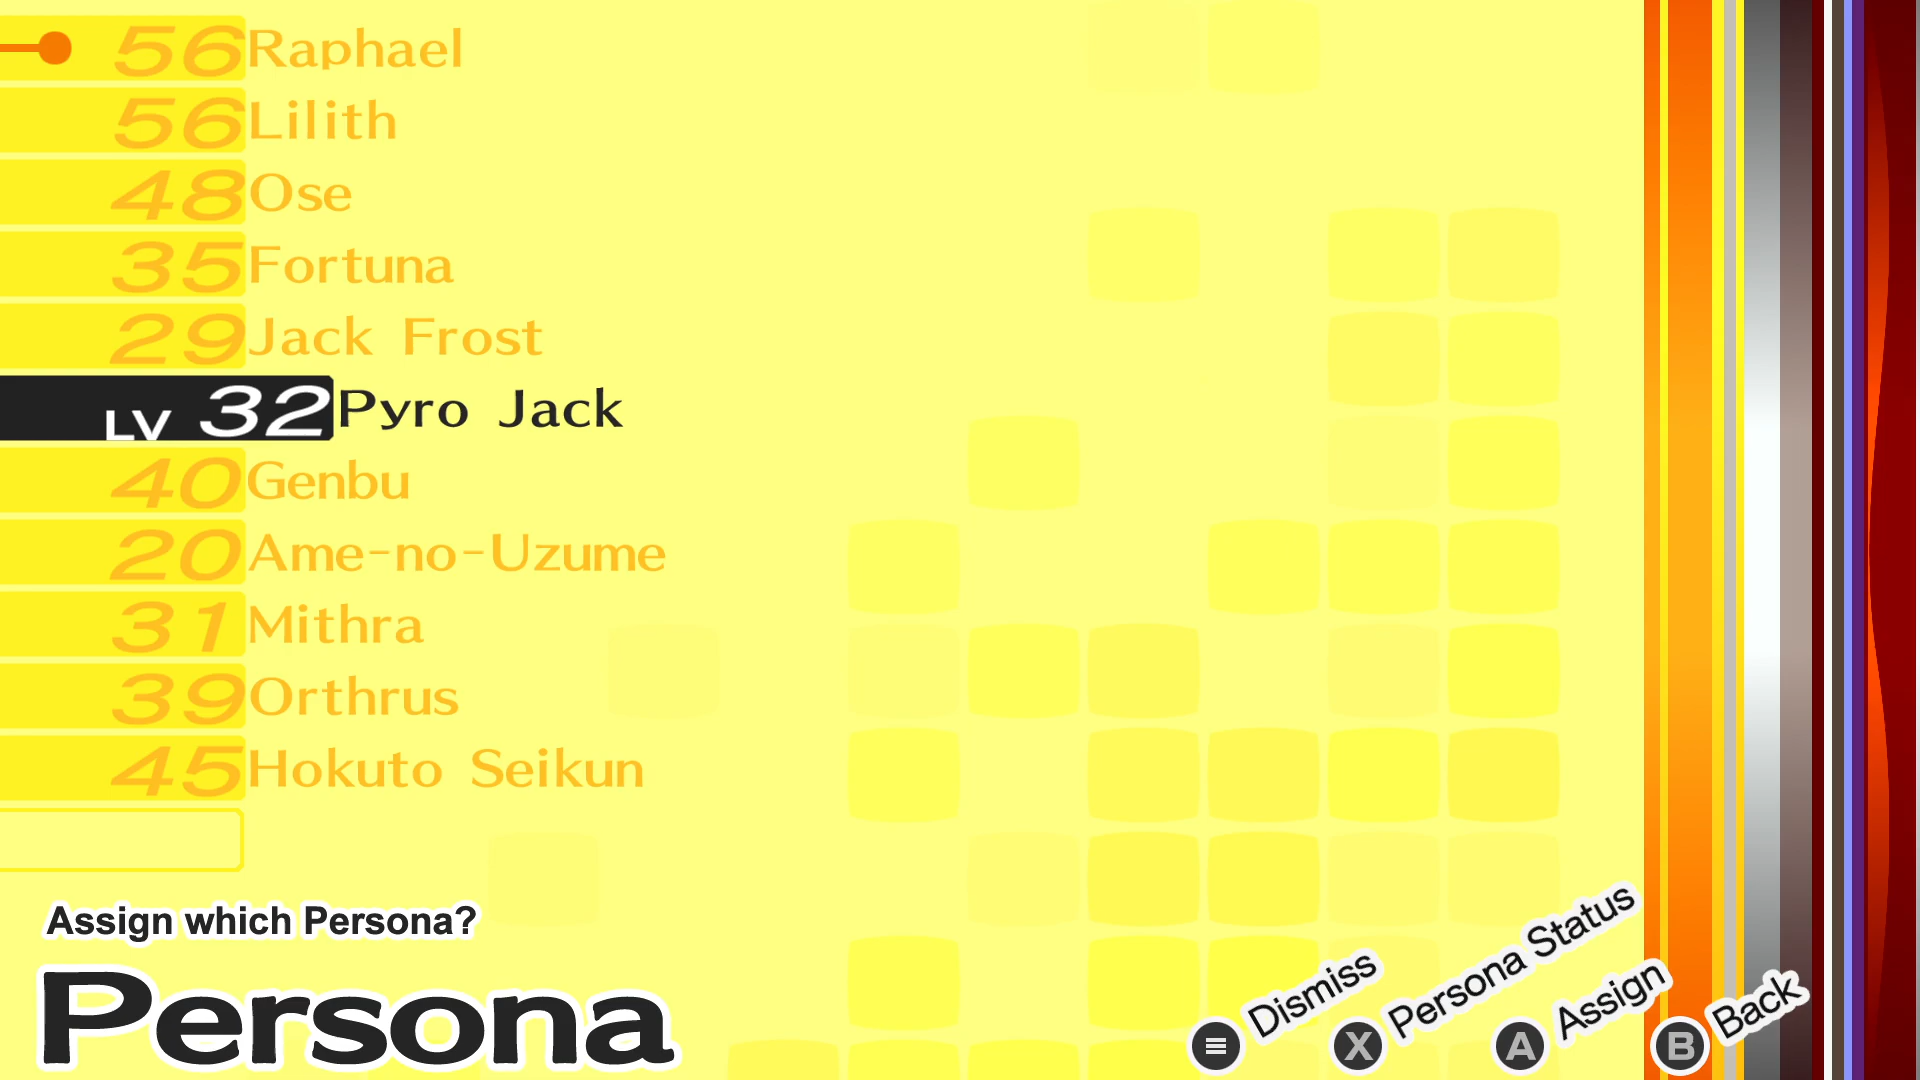 56 Raphael
56 Lilith
48 Ose
35 Fortuna
29 Jack Frost
LV 32 Pyro Jack
40 Genbu
20 Ame-no-Uzume
31 Mithra
39 Orthrus
45 Hokuto Seikun
Assign which Persona?
Persona
Dismiss
X Persona Status
A Assign
B Back